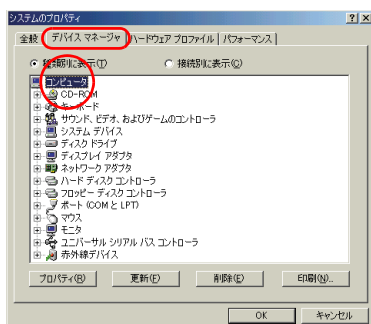 システムのプロパティ
全般 デバイス マネージャ ハードウェア プロファイル パフォーマンス
種類別に表示(T) 接続別に表示(C)
コンピュータ
CD-ROM
キーボード
サウンド、ビデオ、およびゲームのコントローラ
システム デバイス
ディスク ドライブ
ディスプレイ アダプタ
ネットワーク アダプタ
ハード ディスク コントローラ
フロッピー ディスク コントローラ
ポート (COM と LPT)
マウス
モニタ
ユニバーサル シリアル バス コントローラ
赤外線デバイス
プロパティ(R) 更新(F) 削除(E) 印刷(N)...
OK キャンセル